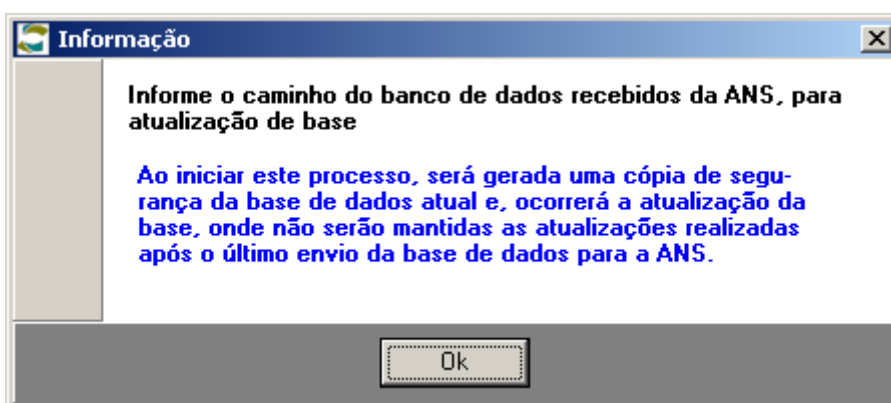 Informação
Informe o caminho do banco de dados recebidos da ANS, para
atualização de base
Ao iniciar este processo, será gerada uma cópia de segu-
rança da base de dados atual e, ocorrerá a atualização da
base, onde não serão mantidas as atualizações realizadas
após o último envio da base de dados para a ANS.
Ok